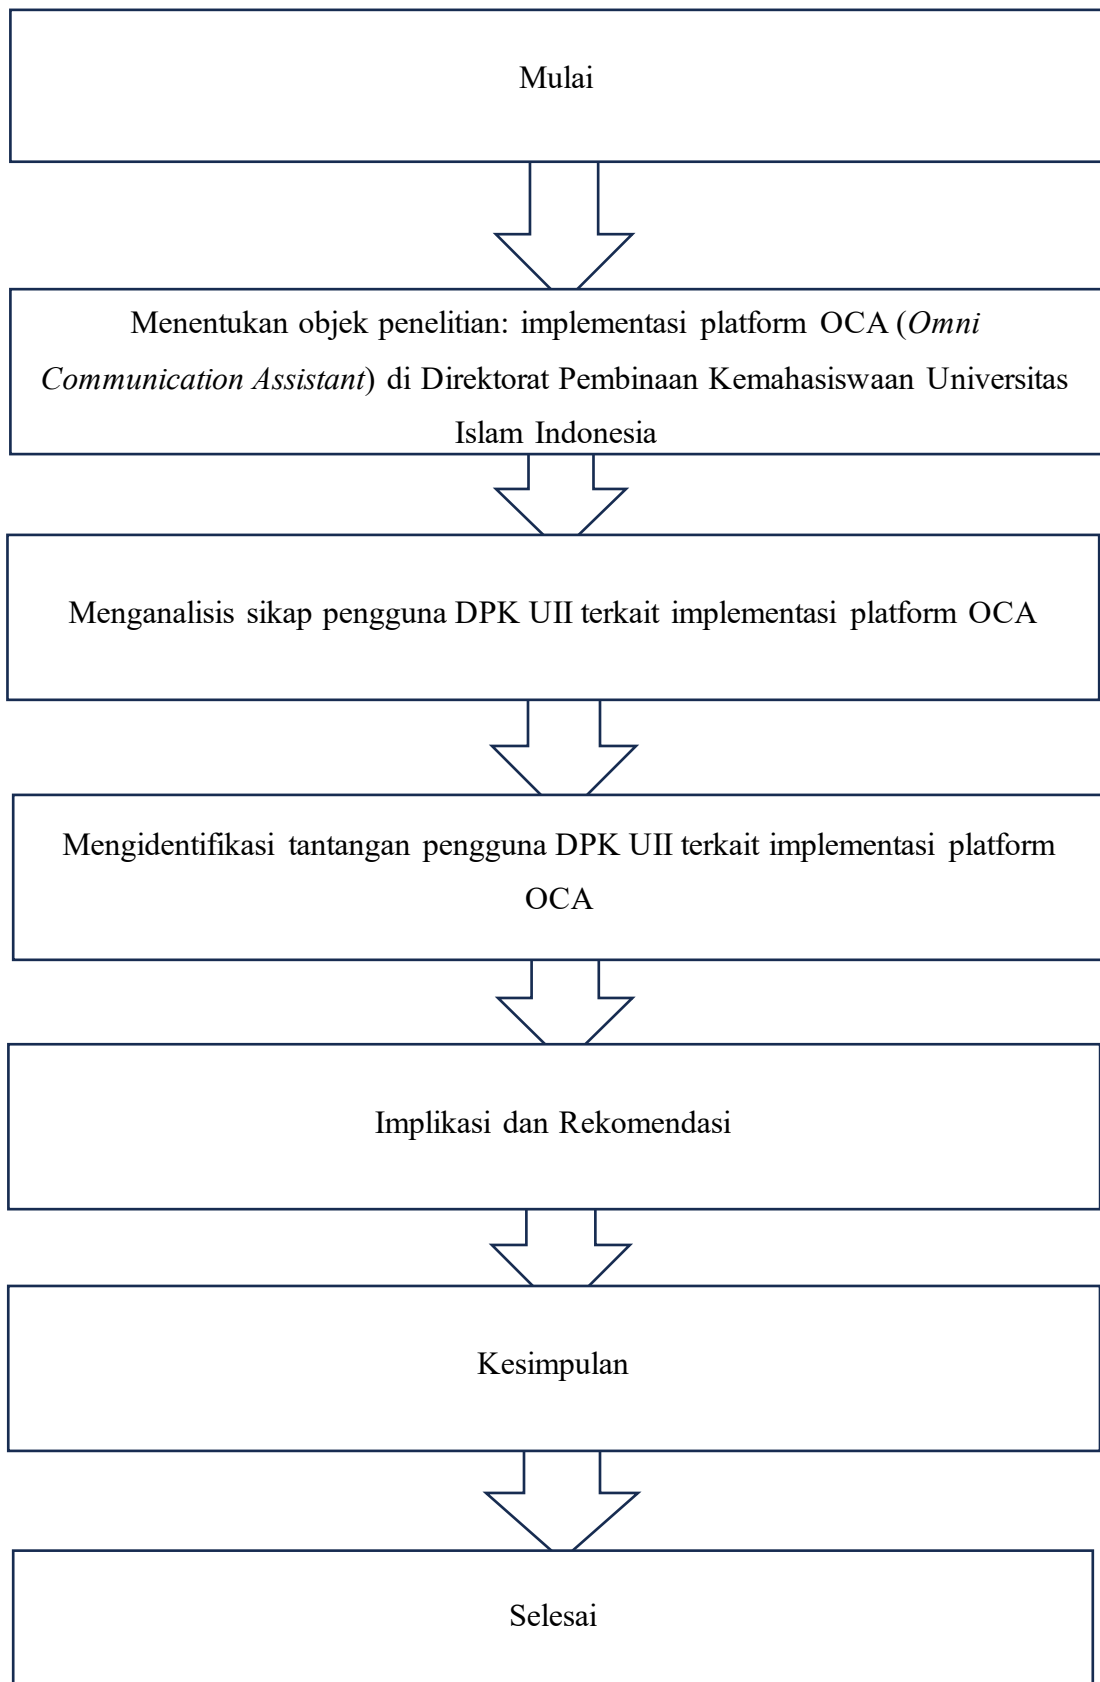 Mulai
Menentukan objek penelitian: implementasi platform OCA (Omni
Communication Assistant) di Direktorat Pembinaan Kemahasiswaan Universitas
Islam Indonesia
Menganalisis sikap pengguna DPK UII terkait implementasi platform OCA
Mengidentifikasi tantangan pengguna DPK UII terkait implementasi platform
OCA
Implikasi dan Rekomendasi
Kesimpulan
Selesai